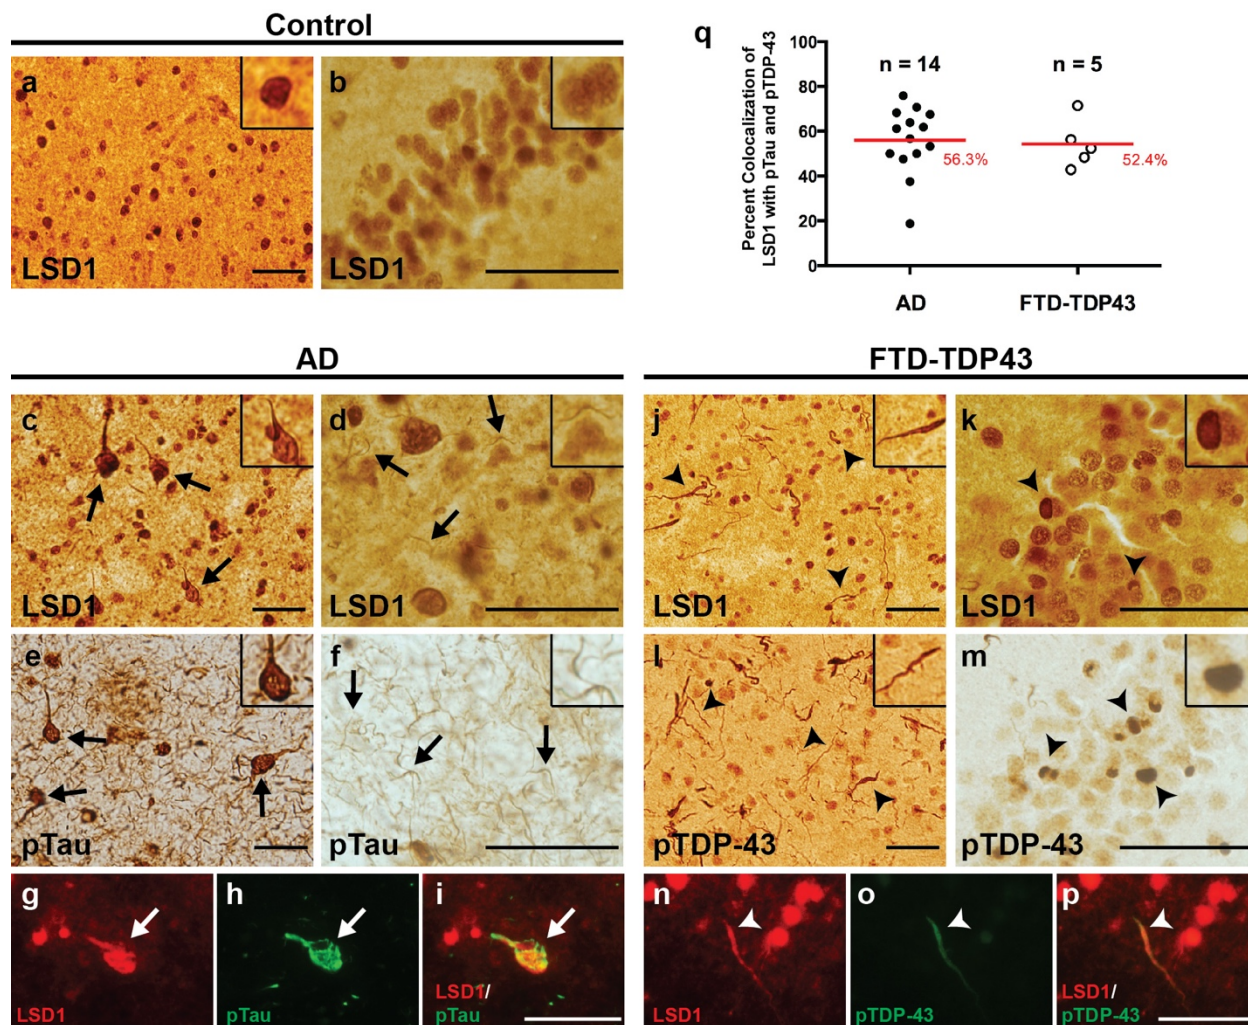 Control
a
LSD1
b
LSD1
q
Percent Colocalization of
LSD1 with pTau and pTDP-43
100
80
60
40
20
0
n = 14
n = 5
56.3%
52.4%
AD
FTD-TDP43
AD
c
LSD1
d
LSD1
e
pTau
f
pTau
g
LSD1
h
pTau
i
LSD1/
pTau
FTD-TDP43
j
LSD1
k
LSD1
l
pTDP-43
m
pTDP-43
n
LSD1
o
pTDP-43
p
LSD1/
pTDP-43